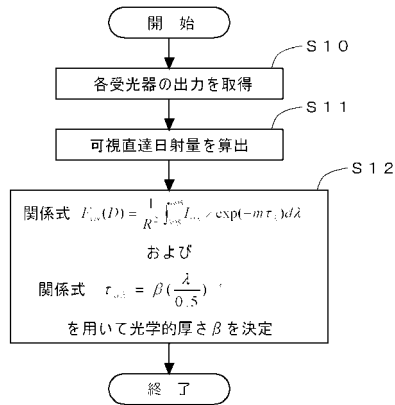 開 始
S10
各受光器の出力を取得
S11
可視直達日射量を算出
S12
関係式 (D) = 1/R² ∫ exp(-mτ)dλ
および
関係式 τ = β(λ/0.5)
を用いて光学的厚さβを決定
終 了